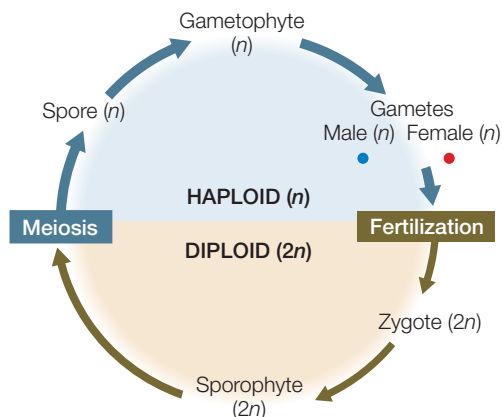 Gametophyte
(n)
Spore (n)
Gametes
Male (n) Female (n)
HAPLOID (n)
Meiosis
Fertilization
DIPLOID (2n)
Zygote (2n)
Sporophyte
(2n)